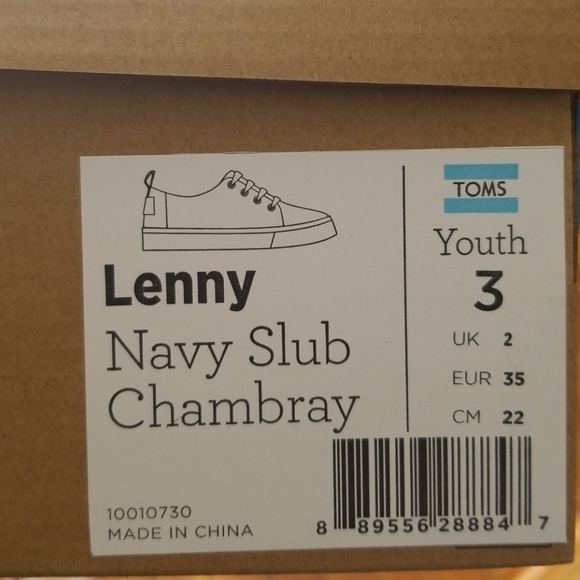 Lenny
Navy Slub
Chambray
10010730
MADE IN CHINA
TOMS
Youth
3
UK 2
EUR 35
CM 22
8 89556 28884 7